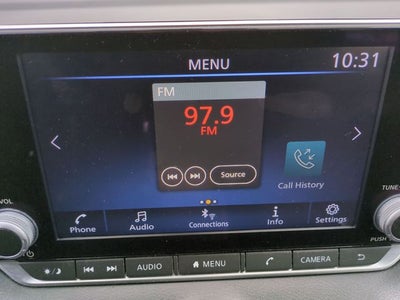 MENU 10:31
FM
97.9
FM
Source
Call History
Phone Audio Connections Info Settings
VOL
TUNE
PUSH
AUDIO MENU CAMERA